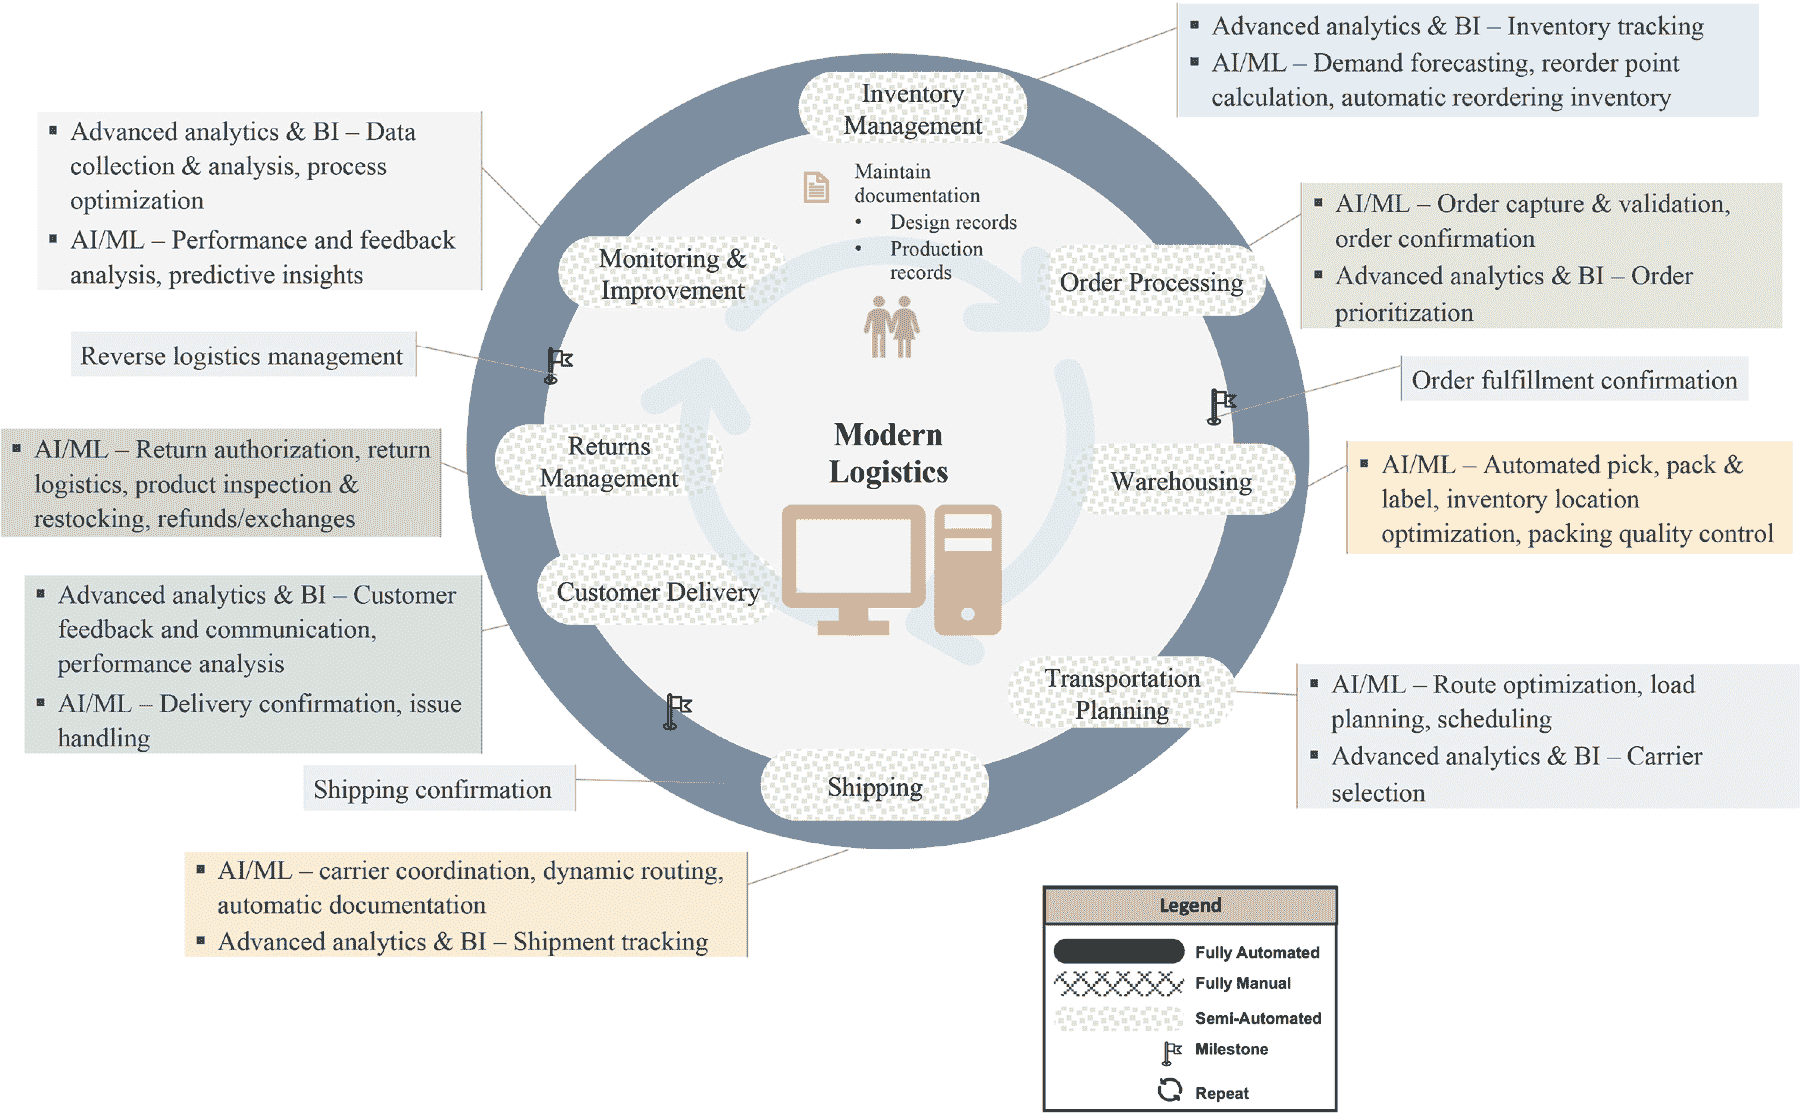 Advanced analytics & BI – Inventory tracking
AI/ML – Demand forecasting, reorder point
calculation, automatic reordering inventory
Inventory
Management
Advanced analytics & BI – Data
collection & analysis, process
optimization
AI/ML – Performance and feedback
analysis, predictive insights
Maintain
documentation
• Design records
• Production
records
AI/ML – Order capture & validation,
order confirmation
Advanced analytics & BI – Order
prioritization
Monitoring &
Improvement
Order Processing
Reverse logistics management
Order fulfillment confirmation
Modern
Logistics
AI/ML – Return authorization, return
logistics, product inspection &
restocking, refunds/exchanges
Returns
Management
Warehousing
AI/ML – Automated pick, pack &
label, inventory location
optimization, packing quality control
Advanced analytics & BI – Customer
feedback and communication,
performance analysis
AI/ML – Delivery confirmation, issue
handling
Customer Delivery
Transportation
Planning
AI/ML – Route optimization, load
planning, scheduling
Advanced analytics & BI – Carrier
selection
Shipping confirmation
Shipping
AI/ML – carrier coordination, dynamic routing,
automatic documentation
Advanced analytics & BI – Shipment tracking
Legend
Fully Automated
Fully Manual
Semi-Automated
Milestone
Repeat